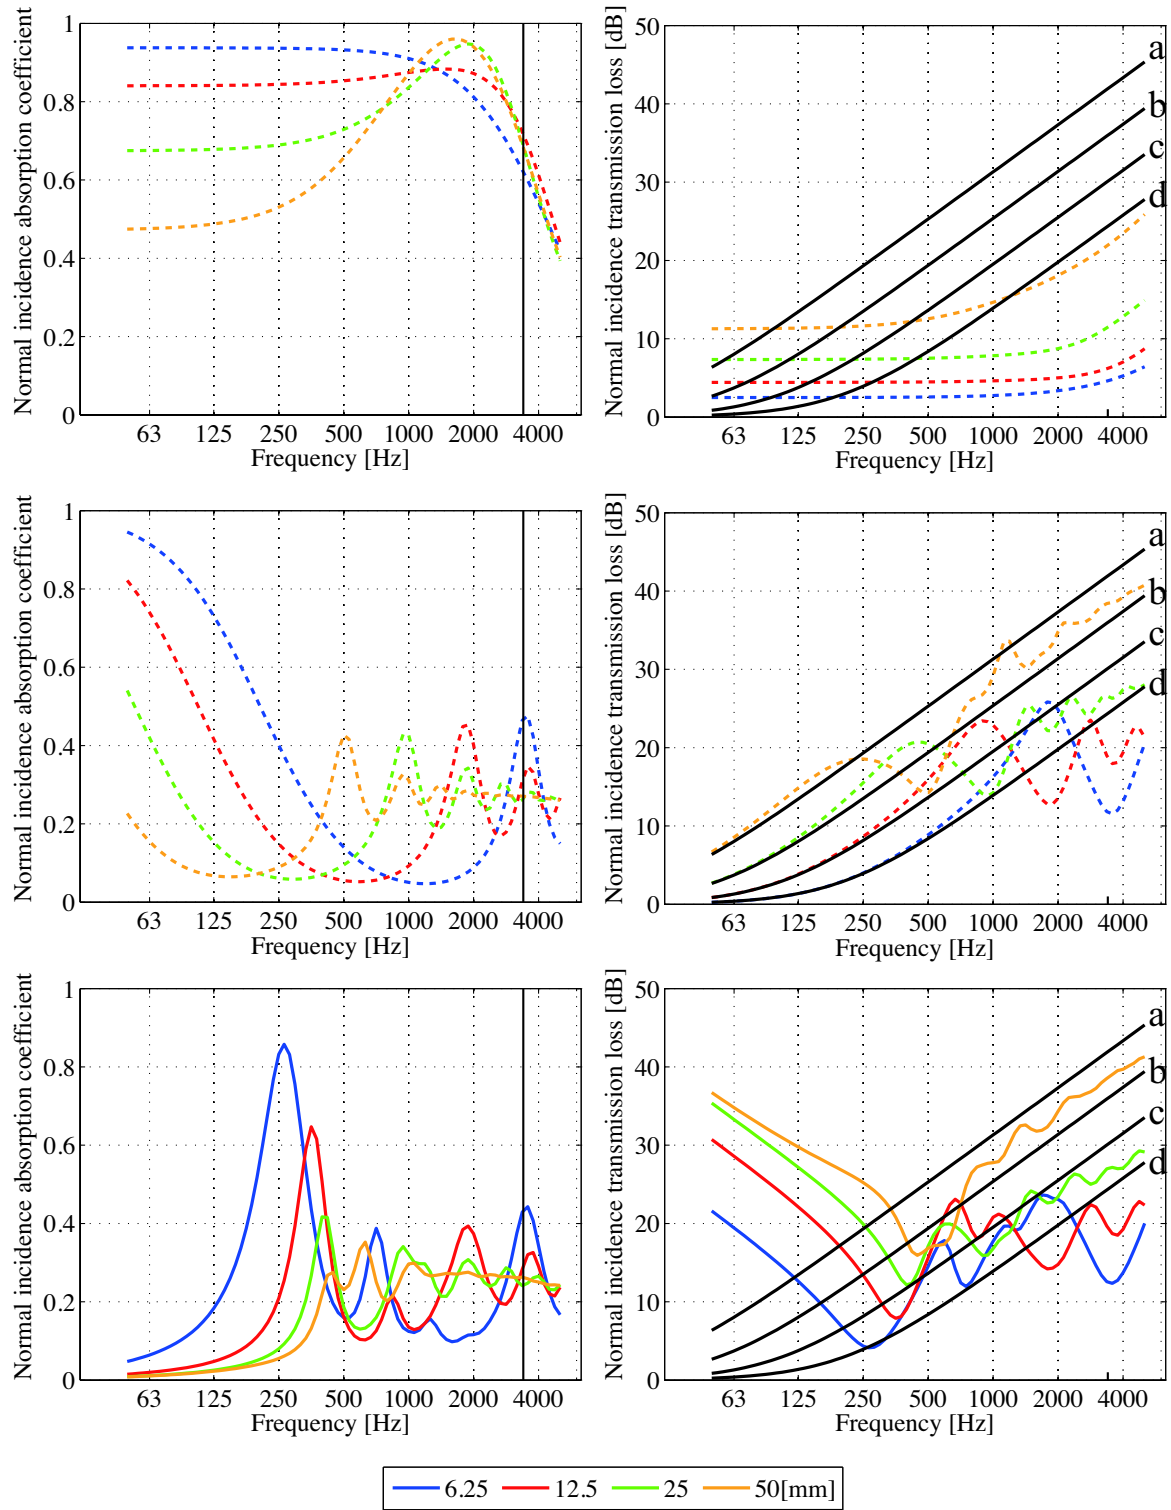 Normal incidence absorption coefficient
1
0.8
0.6
0.4
0.2
0
63 125 250 500 1000 2000 4000
Frequency [Hz]
Normal incidence transmission loss [dB]
50
40
30
20
10
0
63 125 250 500 1000 2000 4000
Frequency [Hz]
a
b
c
d
Normal incidence absorption coefficient
1
0.8
0.6
0.4
0.2
0
63 125 250 500 1000 2000 4000
Frequency [Hz]
Normal incidence transmission loss [dB]
50
40
30
20
10
0
63 125 250 500 1000 2000 4000
Frequency [Hz]
a
b
c
d
Normal incidence absorption coefficient
1
0.8
0.6
0.4
0.2
0
63 125 250 500 1000 2000 4000
Frequency [Hz]
Normal incidence transmission loss [dB]
50
40
30
20
10
0
63 125 250 500 1000 2000 4000
Frequency [Hz]
a
b
c
d
6.25 12.5 25 50[mm]